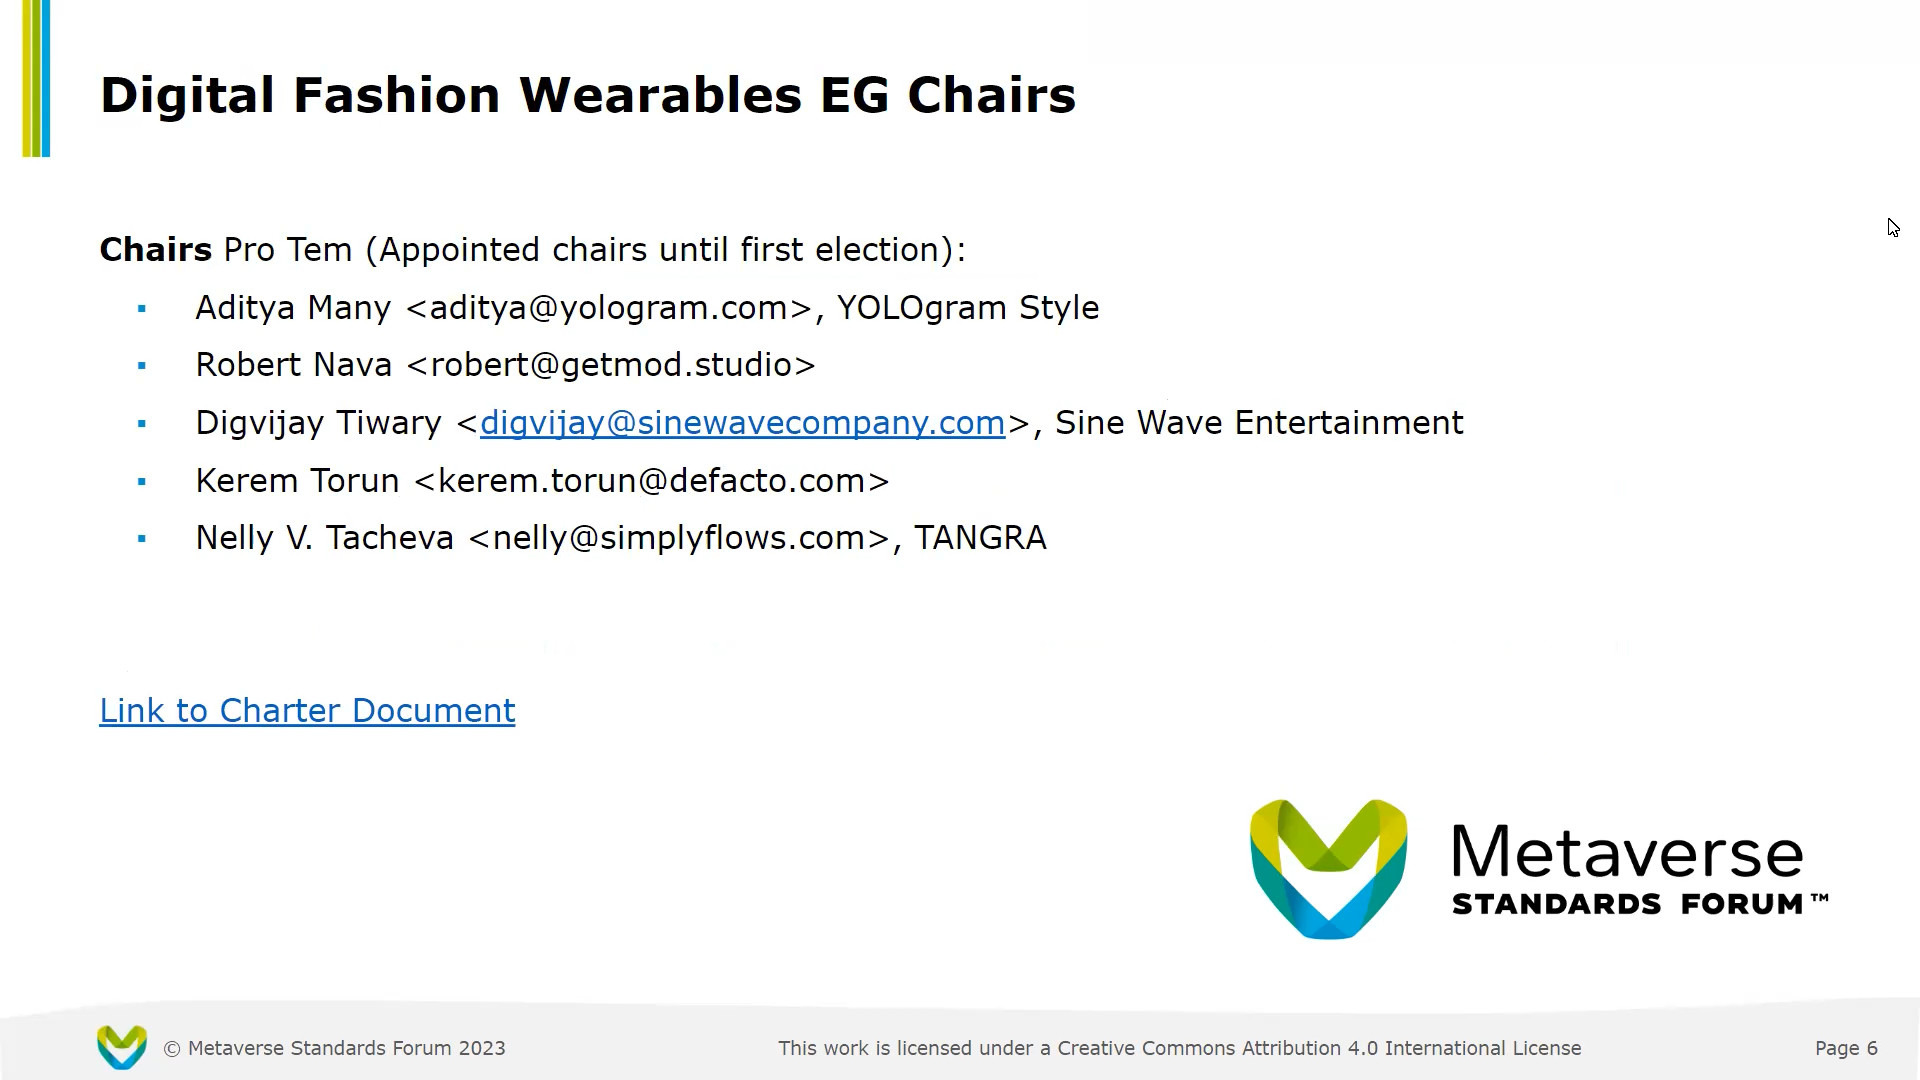 Digital Fashion Wearables EG Chairs
Chairs Pro Tem (Appointed chairs until first election):
▪ Aditya Many <aditya@yologram.com>, YOLOgram Style
▪ Robert Nava <robert@getmod.studio>
▪ Digvijay Tiwary <digvijay@sinewavecompany.com>, Sine Wave Entertainment
▪ Kerem Torun <kerem.torun@defacto.com>
▪ Nelly V. Tacheva <nelly@simplyflows.com>, TANGRA
Link to Charter Document
Metaverse
STANDARDS FORUM™
© Metaverse Standards Forum 2023
This work is licensed under a Creative Commons Attribution 4.0 International License
Page 6